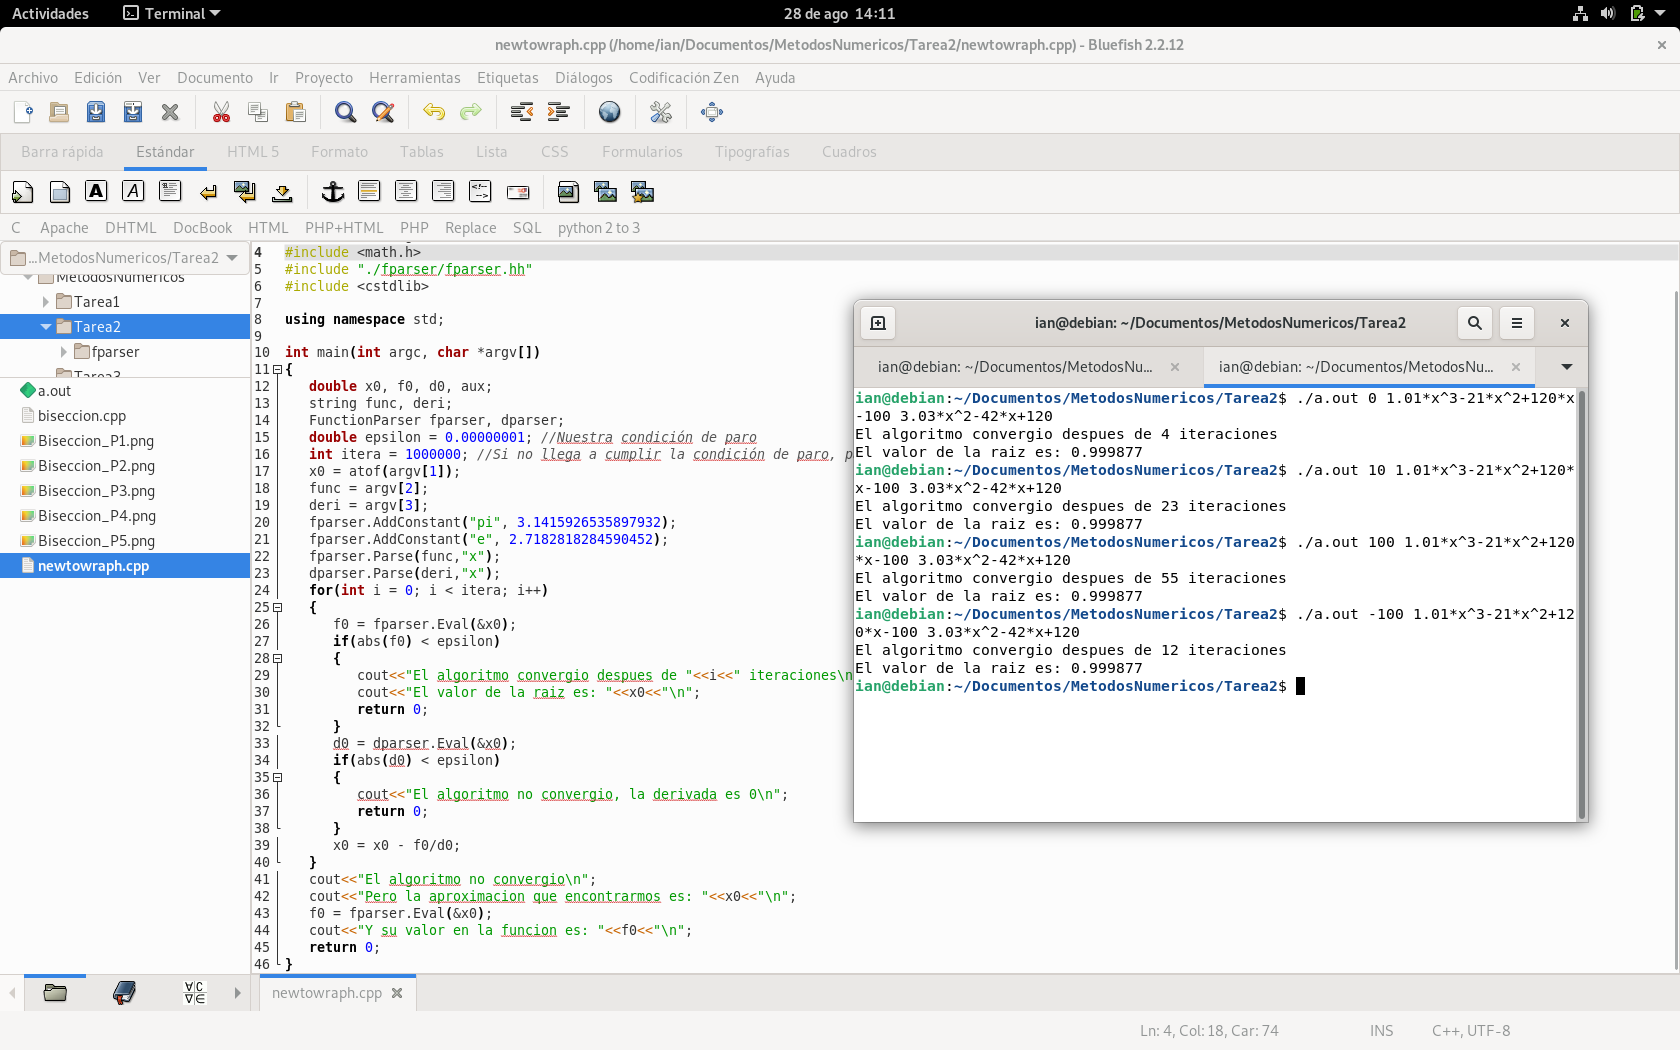 Actividades
Terminal
28 de ago 14:11
newtowraph.cpp (/home/ian/Documentos/MetodosNumericos/Tarea2/newtowraph.cpp) - Bluefish 2.2.12
Archivo Edición Ver Documento Ir Proyecto Herramientas Etiquetas Diálogos Codificación Zen Ayuda
Barra rápida Estándar HTML 5 Formato Tablas Lista CSS Formularios Tipografías Cuadros
C Apache DHTML DocBook HTML PHP+HTML PHP Replace SQL python 2 to 3
...MetodosNumericos/Tarea2
MetodosNumericos
Tarea1
Tarea2
fparser
Tarea3
a.out
biseccion.cpp
Biseccion_P1.png
Biseccion_P2.png
Biseccion_P3.png
Biseccion_P4.png
Biseccion_P5.png
newtowraph.cpp
4 #include <math.h>
5 #include "./fparser/fparser.hh"
6 #include <cstdlib>
7
8 using namespace std;
9
10 int main(int argc, char *argv[])
11 {
12 double x0, f0, d0, aux;
13 string func, deri;
14 FunctionParser fparser, dparser;
15 double epsilon = 0.00000001; //Nuestra condición de paro
16 int itera = 1000000; //Si no llega a cumplir la condición de paro, p
17 x0 = atof(argv[1]);
18 func = argv[2];
19 deri = argv[3];
20 fparser.AddConstant("pi", 3.1415926535897932);
21 fparser.AddConstant("e", 2.7182818284590452);
22 fparser.Parse(func,"x");
23 dparser.Parse(deri,"x");
24 for(int i = 0; i < itera; i++)
25 {
26 f0 = fparser.Eval(&x0);
27 if(abs(f0) < epsilon)
28 {
29 cout<<"El algoritmo convergio despues de "<<i<<" iteraciones\n
30 cout<<"El valor de la raiz es: "<<x0<<"\n";
31 return 0;
32 }
33 d0 = dparser.Eval(&x0);
34 if(abs(d0) < epsilon)
35 {
36 cout<<"El algoritmo no convergio, la derivada es 0\n";
37 return 0;
38 }
39 x0 = x0 - f0/d0;
40 }
41 cout<<"El algoritmo no convergio\n";
42 cout<<"Pero la aproximacion que encontrarmos es: "<<x0<<"\n";
43 f0 = fparser.Eval(&x0);
44 cout<<"Y su valor en la funcion es: "<<f0<<"\n";
45 return 0;
46 }
ian@debian: ~/Documentos/MetodosNumericos/Tarea2
ian@debian: ~/Documentos/MetodosNu...
ian@debian: ~/Documentos/MetodosNu...
ian@debian:~/Documentos/MetodosNumericos/Tarea2$ ./a.out 0 1.01*x^3-21*x^2+120*x
-100 3.03*x^2-42*x+120
El algoritmo convergio despues de 4 iteraciones
El valor de la raiz es: 0.999877
ian@debian:~/Documentos/MetodosNumericos/Tarea2$ ./a.out 10 1.01*x^3-21*x^2+120*
x-100 3.03*x^2-42*x+120
El algoritmo convergio despues de 23 iteraciones
El valor de la raiz es: 0.999877
ian@debian:~/Documentos/MetodosNumericos/Tarea2$ ./a.out 100 1.01*x^3-21*x^2+120
*x-100 3.03*x^2-42*x+120
El algoritmo convergio despues de 55 iteraciones
El valor de la raiz es: 0.999877
ian@debian:~/Documentos/MetodosNumericos/Tarea2$ ./a.out -100 1.01*x^3-21*x^2+12
0*x-100 3.03*x^2-42*x+120
El algoritmo convergio despues de 12 iteraciones
El valor de la raiz es: 0.999877
ian@debian:~/Documentos/MetodosNumericos/Tarea2$
newtowraph.cpp
Ln: 4, Col: 18, Car: 74 INS C++, UTF-8